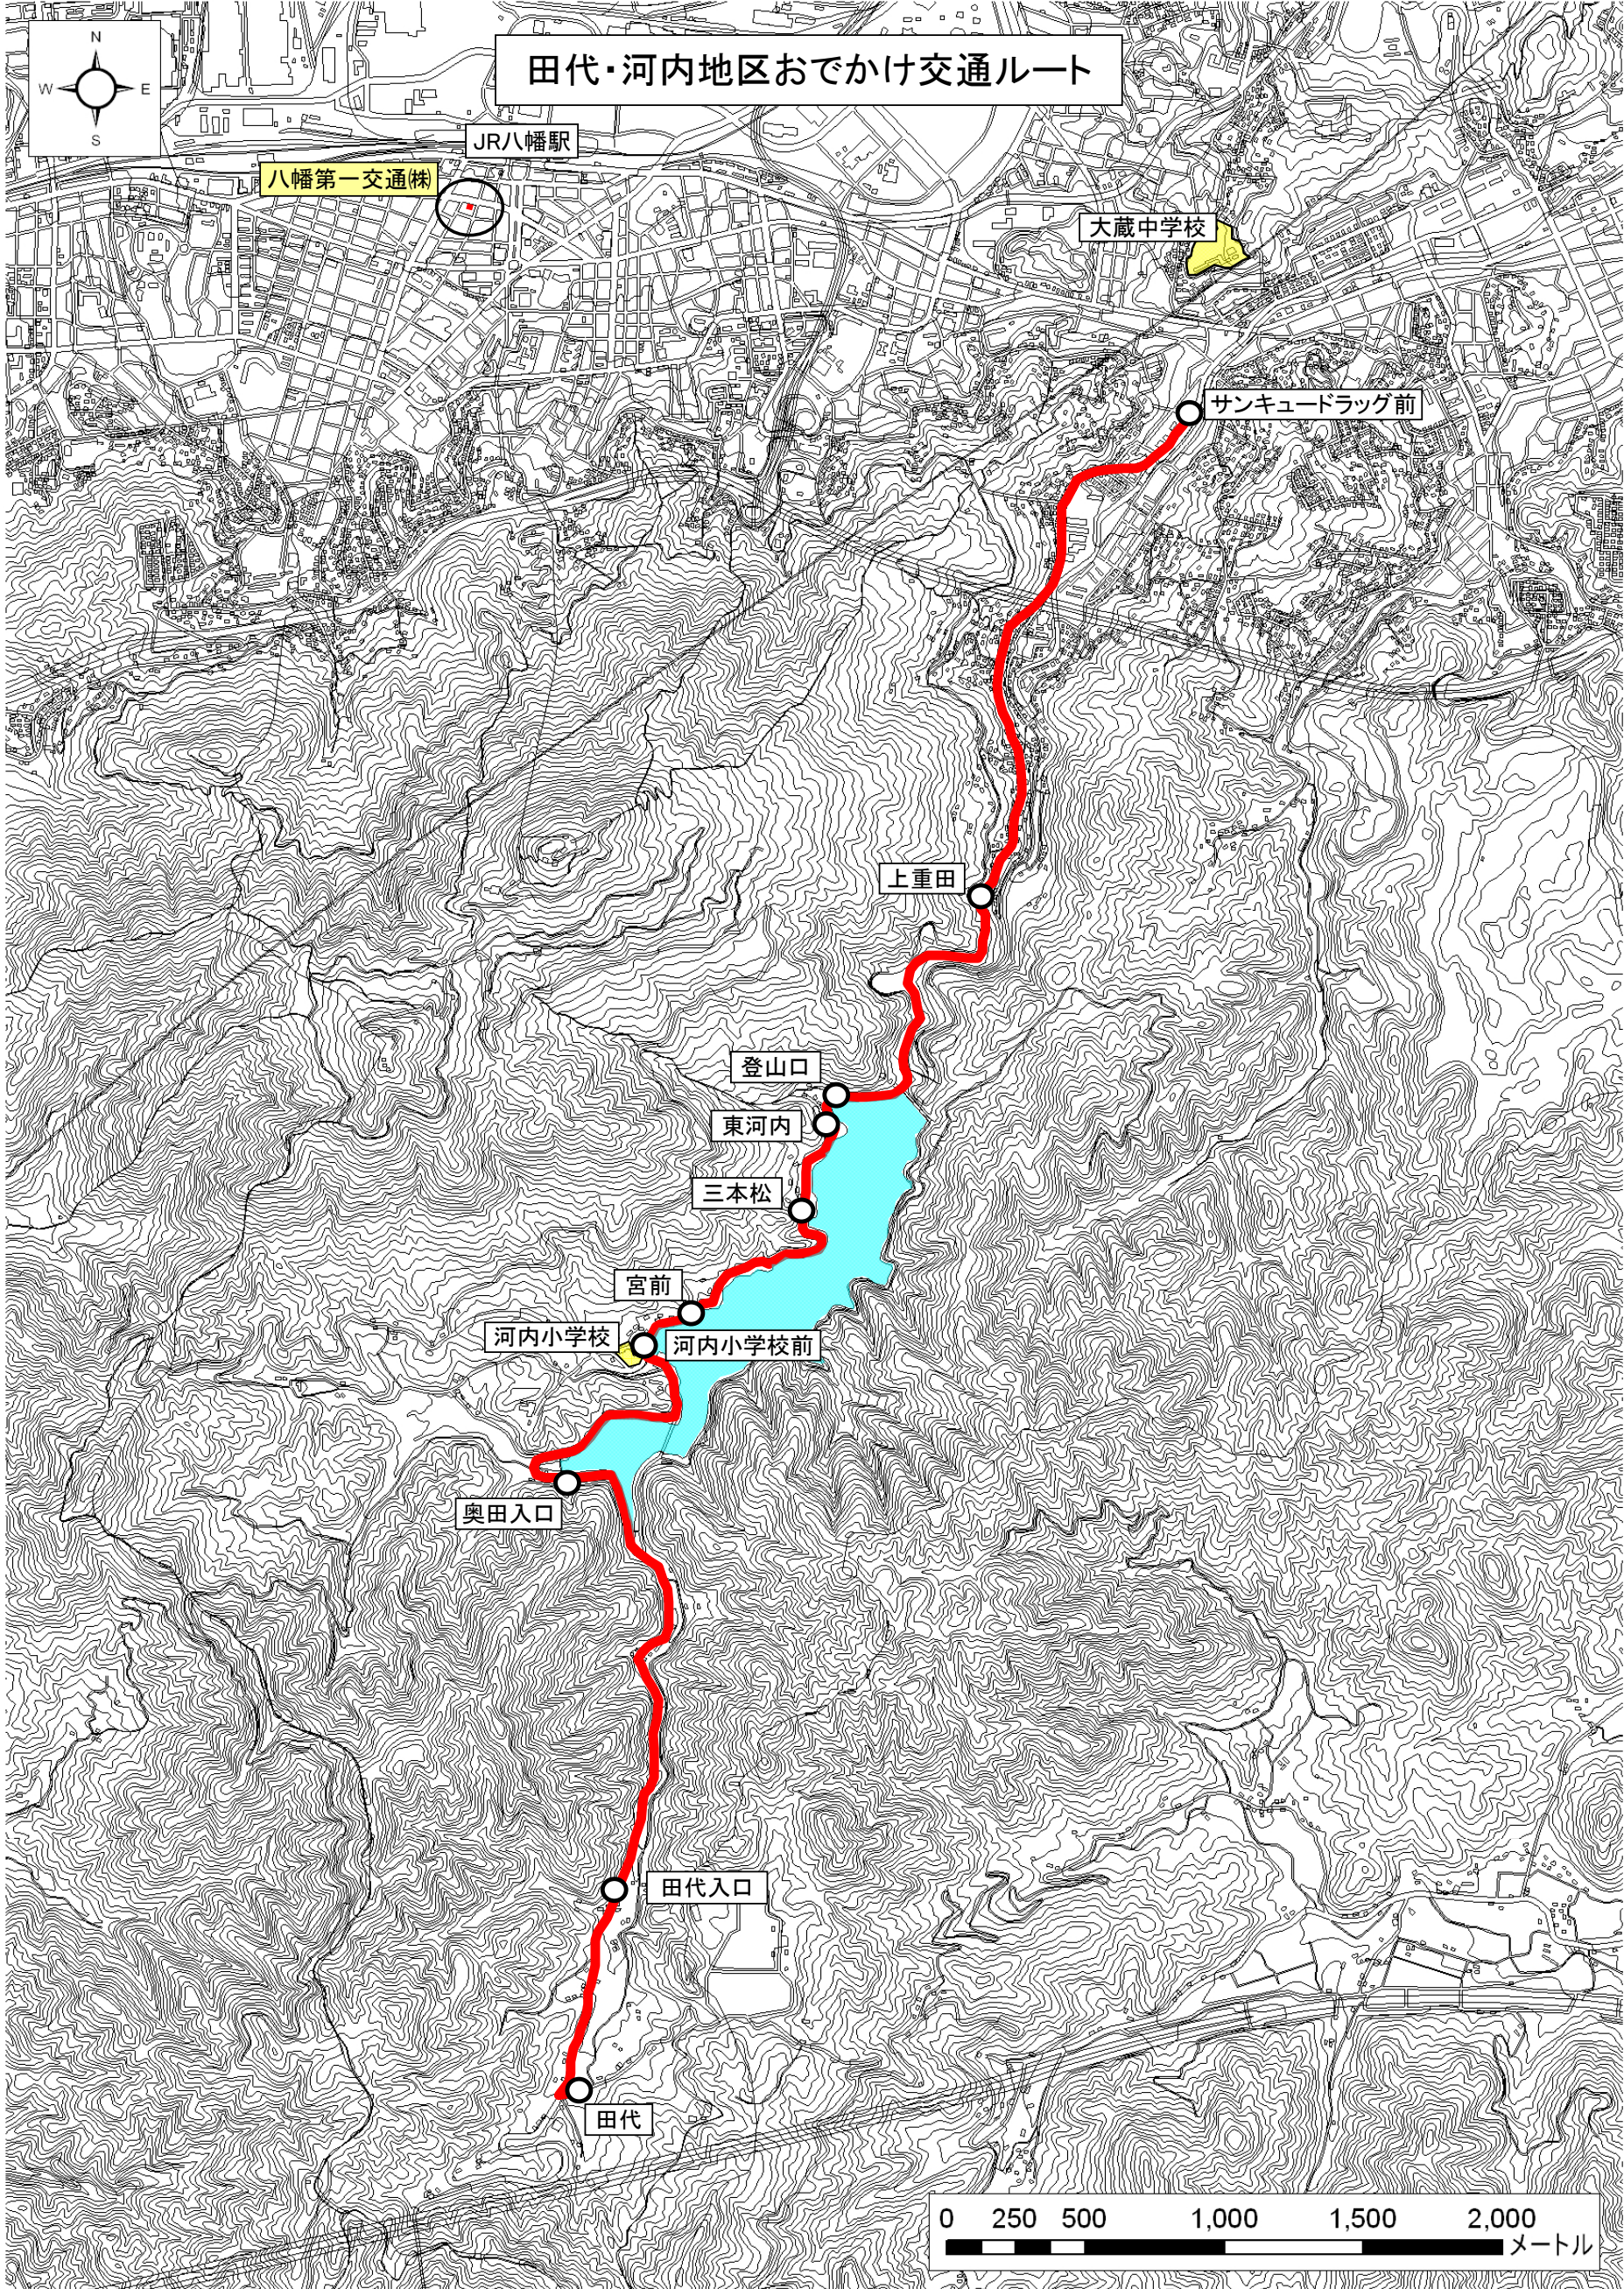 N
W E
S
田代・河内地区おでかけ交通ルート
JR八幡駅
八幡第一交通㈱
大蔵中学校
サンキュードラッグ前
上重田
登山口
東河内
三本松
宮前
河内小学校
河内小学校前
奥田入口
田代入口
田代
0 250 500 1,000 1,500 2,000
メートル